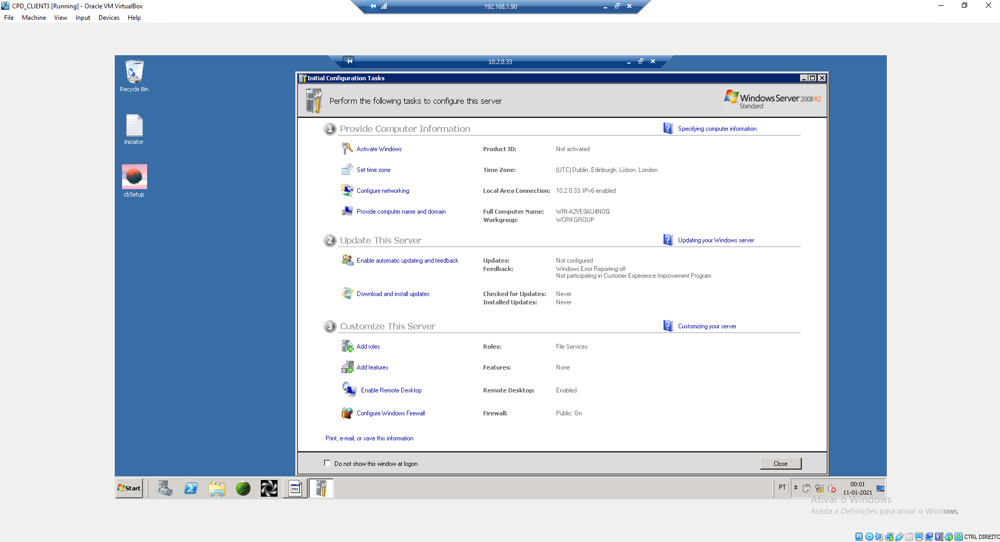 CPD_CLIENT3 [Running] - Oracle VM VirtualBox
192.168.1.90
File Machine View Input Devices Help
10.2.0.33
Recycle Bin
iniciator
cbSetup
Initial Configuration Tasks
Perform the following tasks to configure this server
Windows Server 2008 R2
Standard
1 Provide Computer Information
Specifying computer information
Activate Windows Product ID: Not activated
Set time zone Time Zone: (UTC) Dublin, Edinburgh, Lisbon, London
Configure networking Local Area Connection: 10.2.0.33, IPv6 enabled
Provide computer name and domain Full Computer Name: WIN-A2VE0AU4NOQ
Workgroup: WORKGROUP
2 Update This Server
Updating your Windows server
Enable automatic updating and feedback Updates: Not configured
Feedback: Windows Error Reporting off
Not participating in Customer Experience Improvement Program
Download and install updates Checked for Updates: Never
Installed Updates: Never
3 Customize This Server
Customizing your server
Add roles Roles: File Services
Add features Features: None
Enable Remote Desktop Remote Desktop: Enabled
Configure Windows Firewall Firewall: Public: On
Print, e-mail, or save this information
Do not show this window at logon
Close
Start
PT
00:01
11-01-2021
Ativar o Windows
Aceda a Definições para ativar o Windows.
CTRL DIREITO